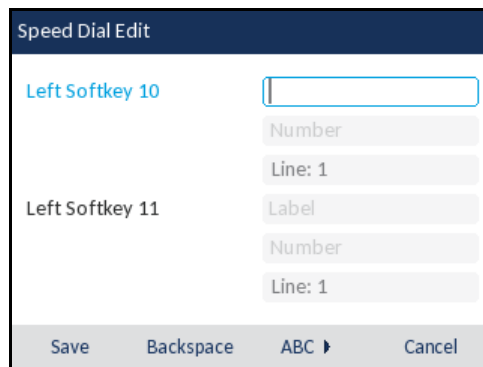 Speed Dial Edit
Left Softkey 10
Number
Line: 1
Left Softkey 11 Label
Number
Line: 1
Save Backspace ABC Cancel